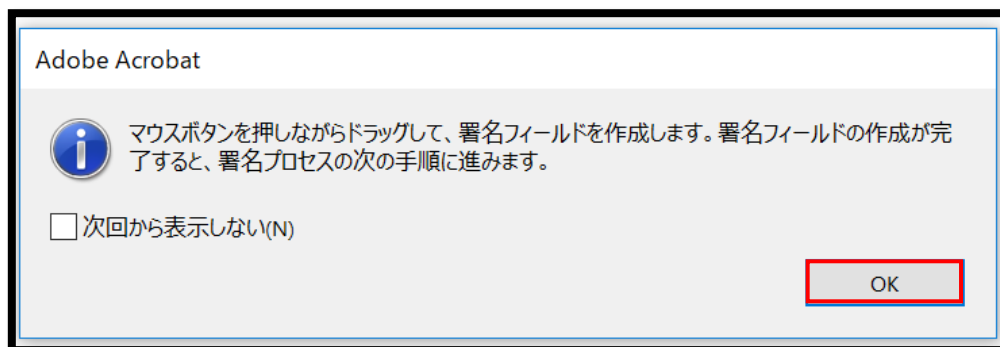 Adobe Acrobat
マウスボタンを押しながらドラッグして、署名フィールドを作成します。署名フィールドの作成が完
了すると、署名プロセスの次の手順に進みます。
次回から表示しない(N)
OK